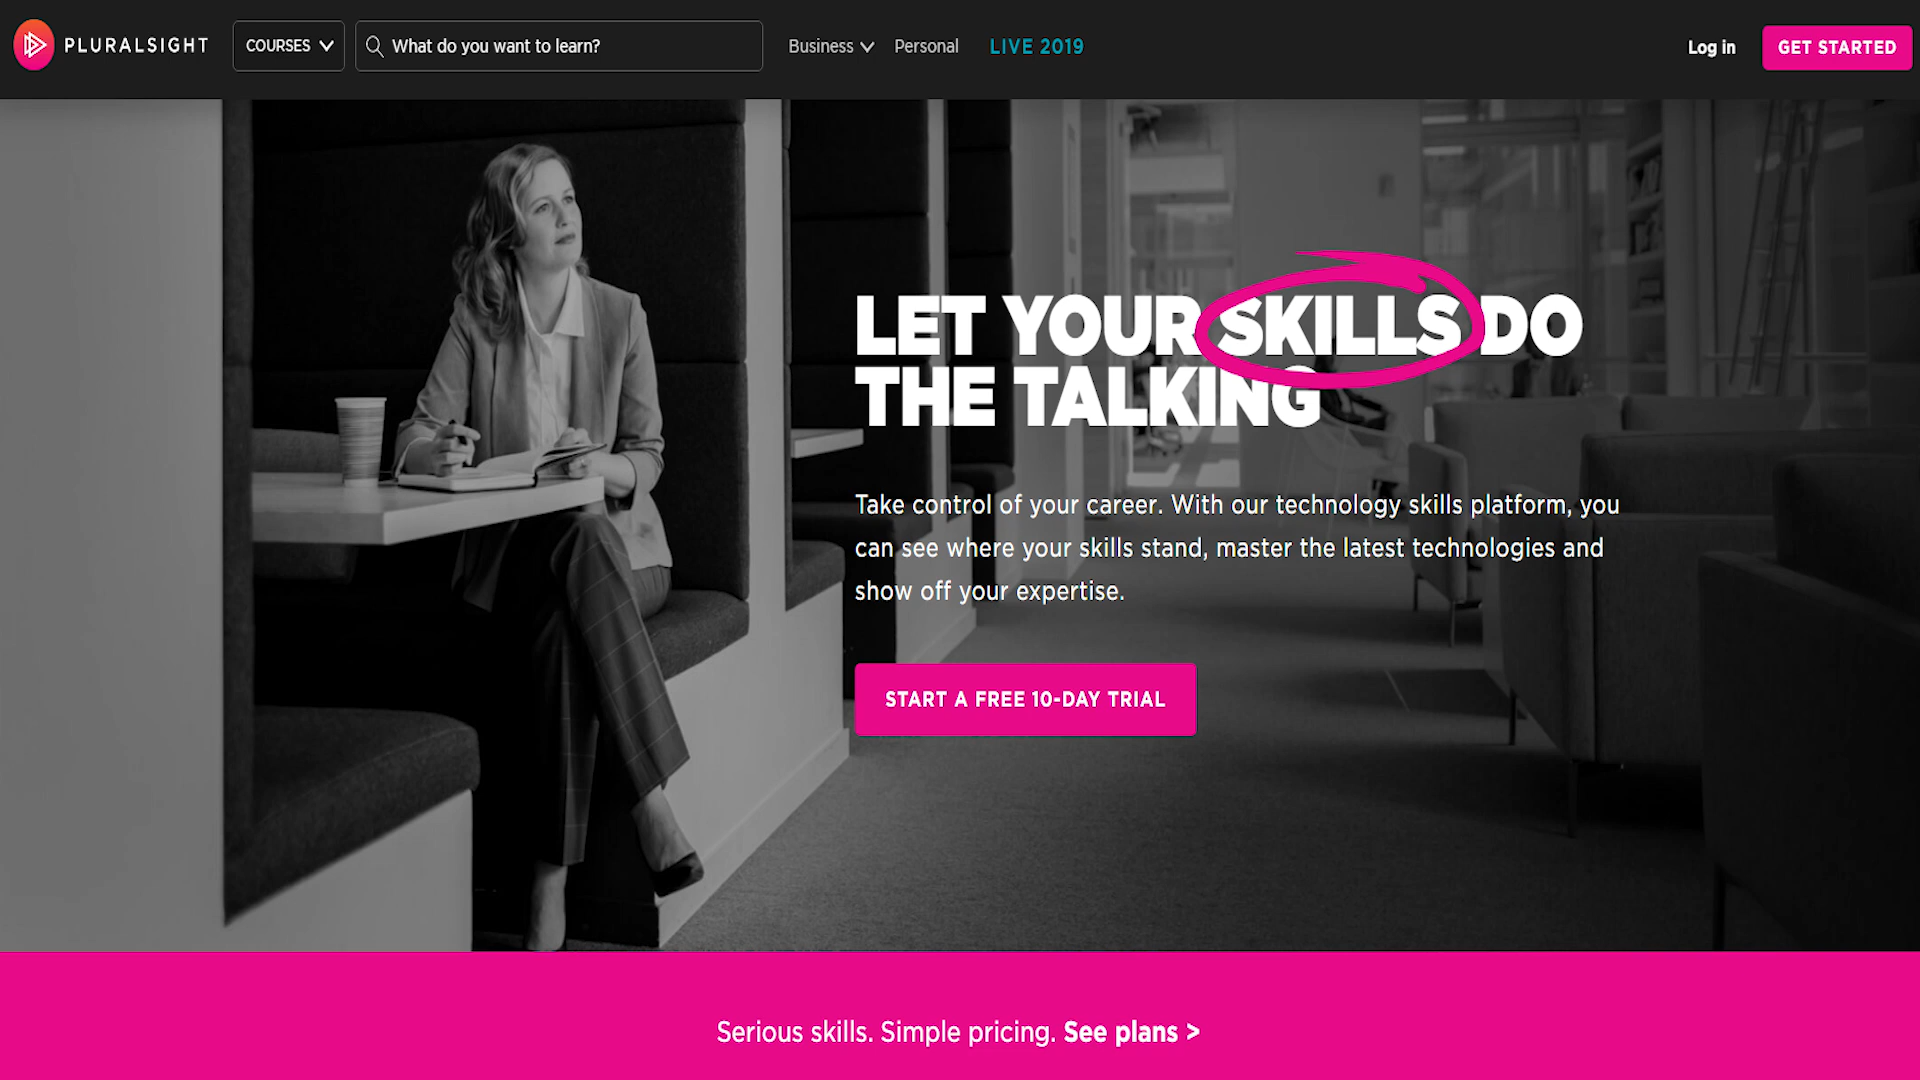 PLURALSIGHT
COURSES
What do you want to learn?
Business
Personal
LIVE 2019
Log in
GET STARTED
LET YOUR SKILLS DO
THE TALKING
Take control of your career. With our technology skills platform, you
can see where your skills stand, master the latest technologies and
show off your expertise.
START A FREE 10-DAY TRIAL
Serious skills. Simple pricing. See plans >